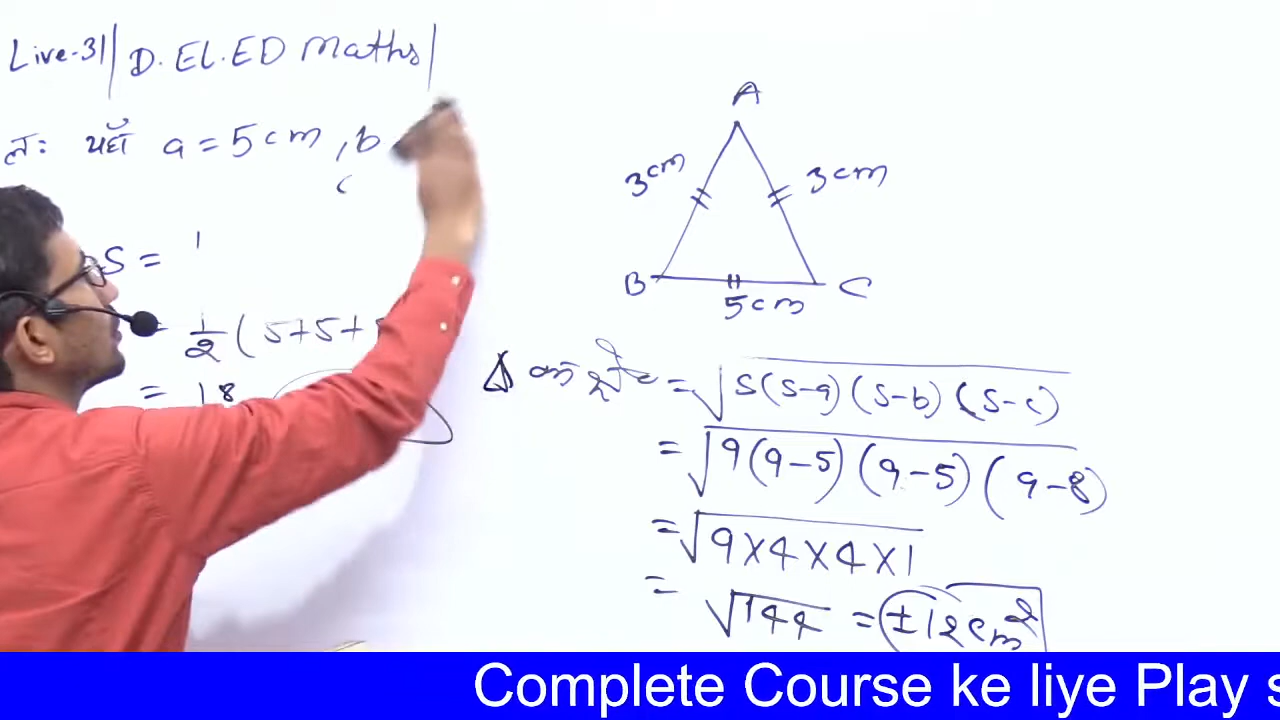 Live-31 | D.El.ED Maths |
यहाँ a = 5cm, b
c
S =
= 1/2 (5+5+
= 18
A
3cm 3cm
B C
5cm
Δ का क्षे॰ = √S(S-a)(S-b)(S-c)
= √9(9-5)(9-5)(9-8)
= √9×4×4×1
= √144 = ±12cm²
Complete Course ke liye Play s